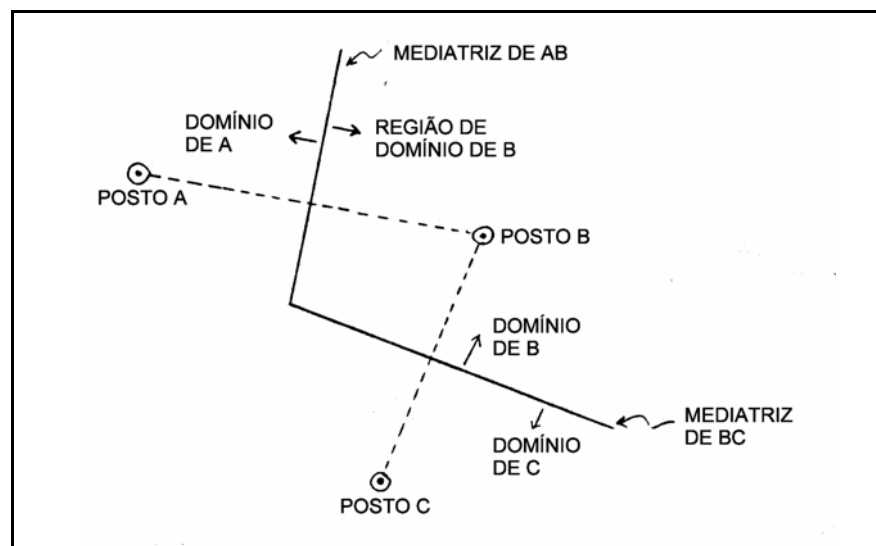 MEDIATRIZ DE AB
DOMÍNIO
DE A
REGIÃO DE
DOMÍNIO DE B
POSTO A
POSTO B
DOMÍNIO
DE B
MEDIATRIZ
DE BC
DOMÍNIO
DE C
POSTO C